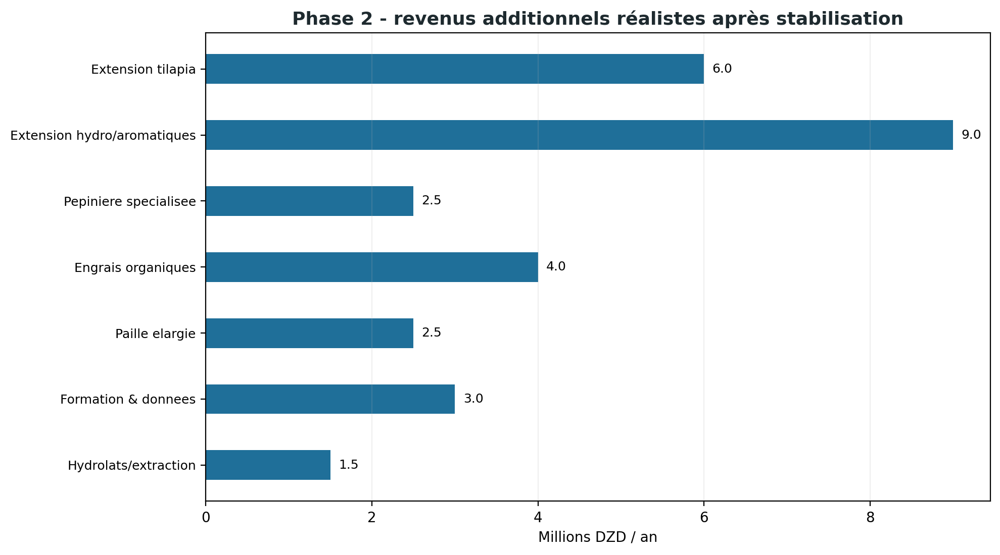 Phase 2 - revenus additionnels réalistes après stabilisation
Extension tilapia
6.0
Extension hydro/aromatiques
9.0
Pepiniere specialisee
2.5
Engrais organiques
4.0
Paille elargie
2.5
Formation & donnees
3.0
Hydrolats/extraction
1.5
0 2 4 6 8
Millions DZD / an